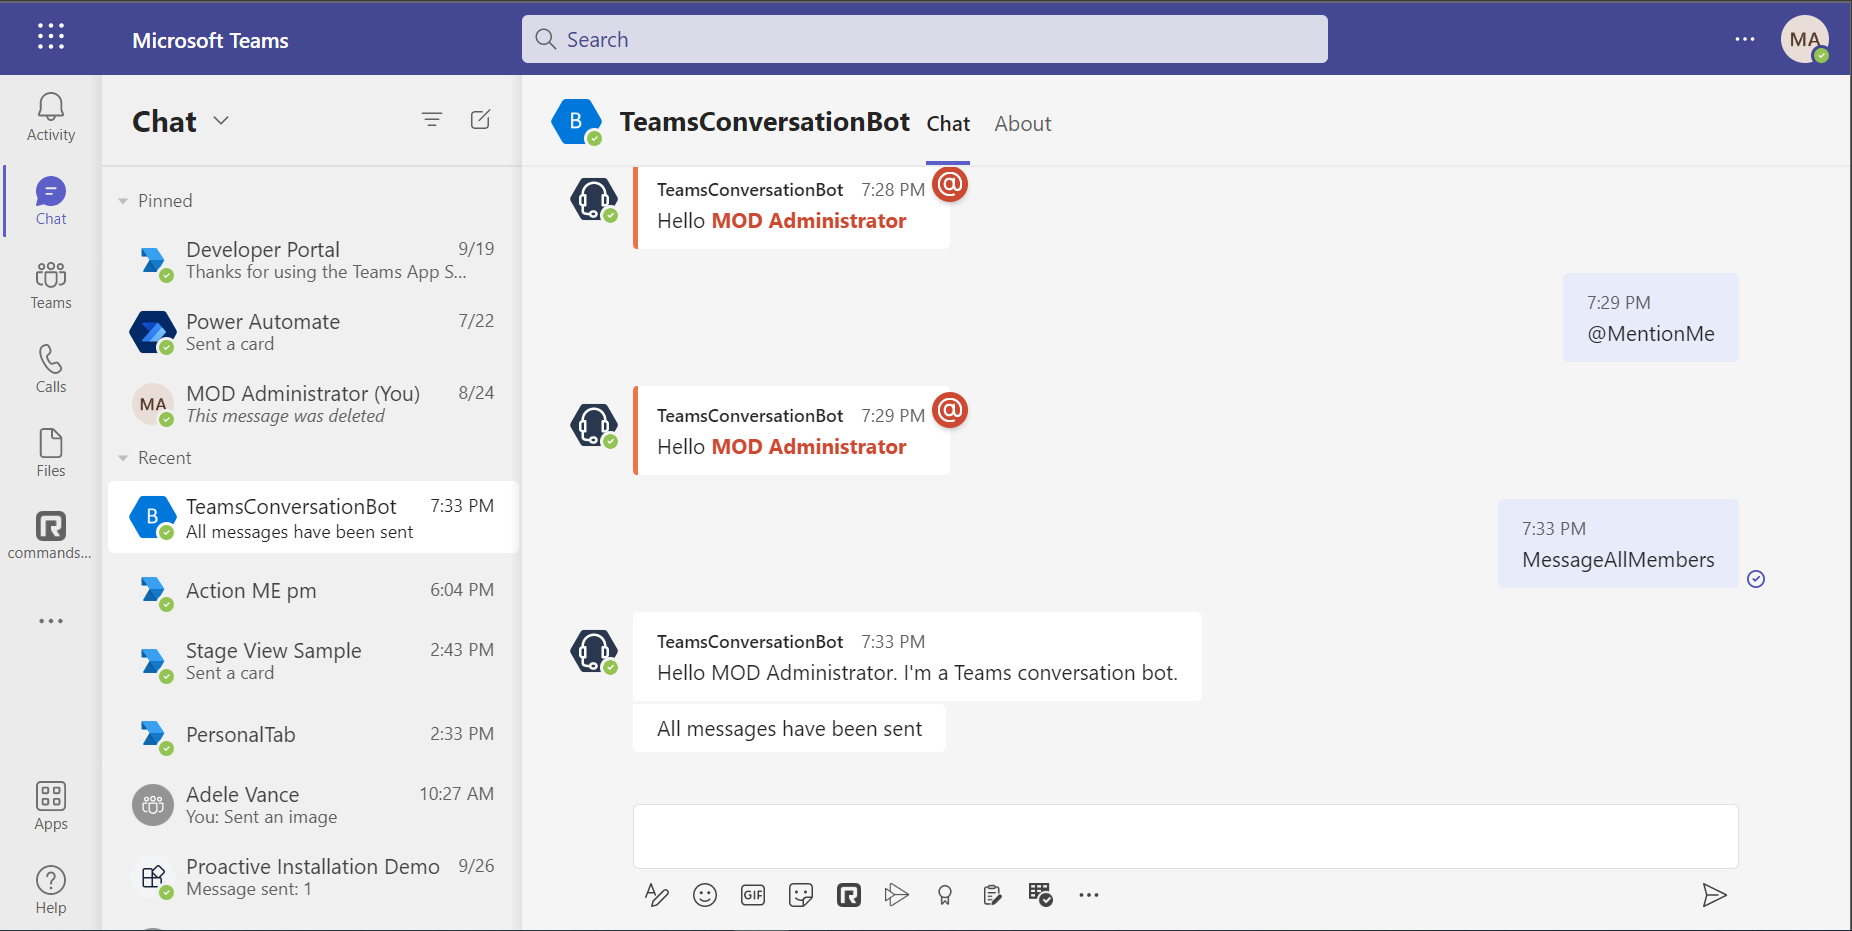 Microsoft Teams
Search
MA
Activity
Chat
Teams
Calls
Files
commands...
Apps
Help
Chat
Pinned
Developer Portal 9/19
Thanks for using the Teams App S...
Power Automate 7/22
Sent a card
MA
MOD Administrator (You) 8/24
This message was deleted
Recent
B
TeamsConversationBot 7:33 PM
All messages have been sent
Action ME pm 6:04 PM
Stage View Sample 2:43 PM
Sent a card
PersonalTab 2:33 PM
Adele Vance 10:27 AM
You: Sent an image
Proactive Installation Demo 9/26
Message sent: 1
B
TeamsConversationBot Chat About
TeamsConversationBot 7:28 PM @
Hello MOD Administrator
7:29 PM
@MentionMe
TeamsConversationBot 7:29 PM @
Hello MOD Administrator
7:33 PM
MessageAllMembers
TeamsConversationBot 7:33 PM
Hello MOD Administrator. I'm a Teams conversation bot.
All messages have been sent
GIF